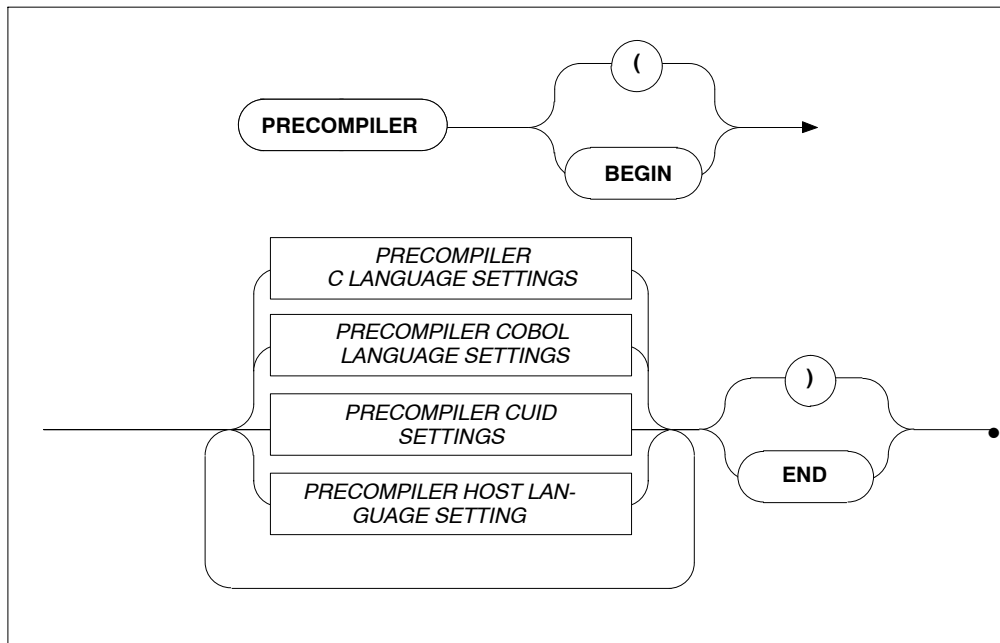 (
PRECOMPILER
BEGIN
PRECOMPILER
C LANGUAGE SETTINGS
PRECOMPILER COBOL
LANGUAGE SETTINGS
)
PRECOMPILER CUID
SETTINGS
END
PRECOMPILER HOST LAN-
GUAGE SETTING